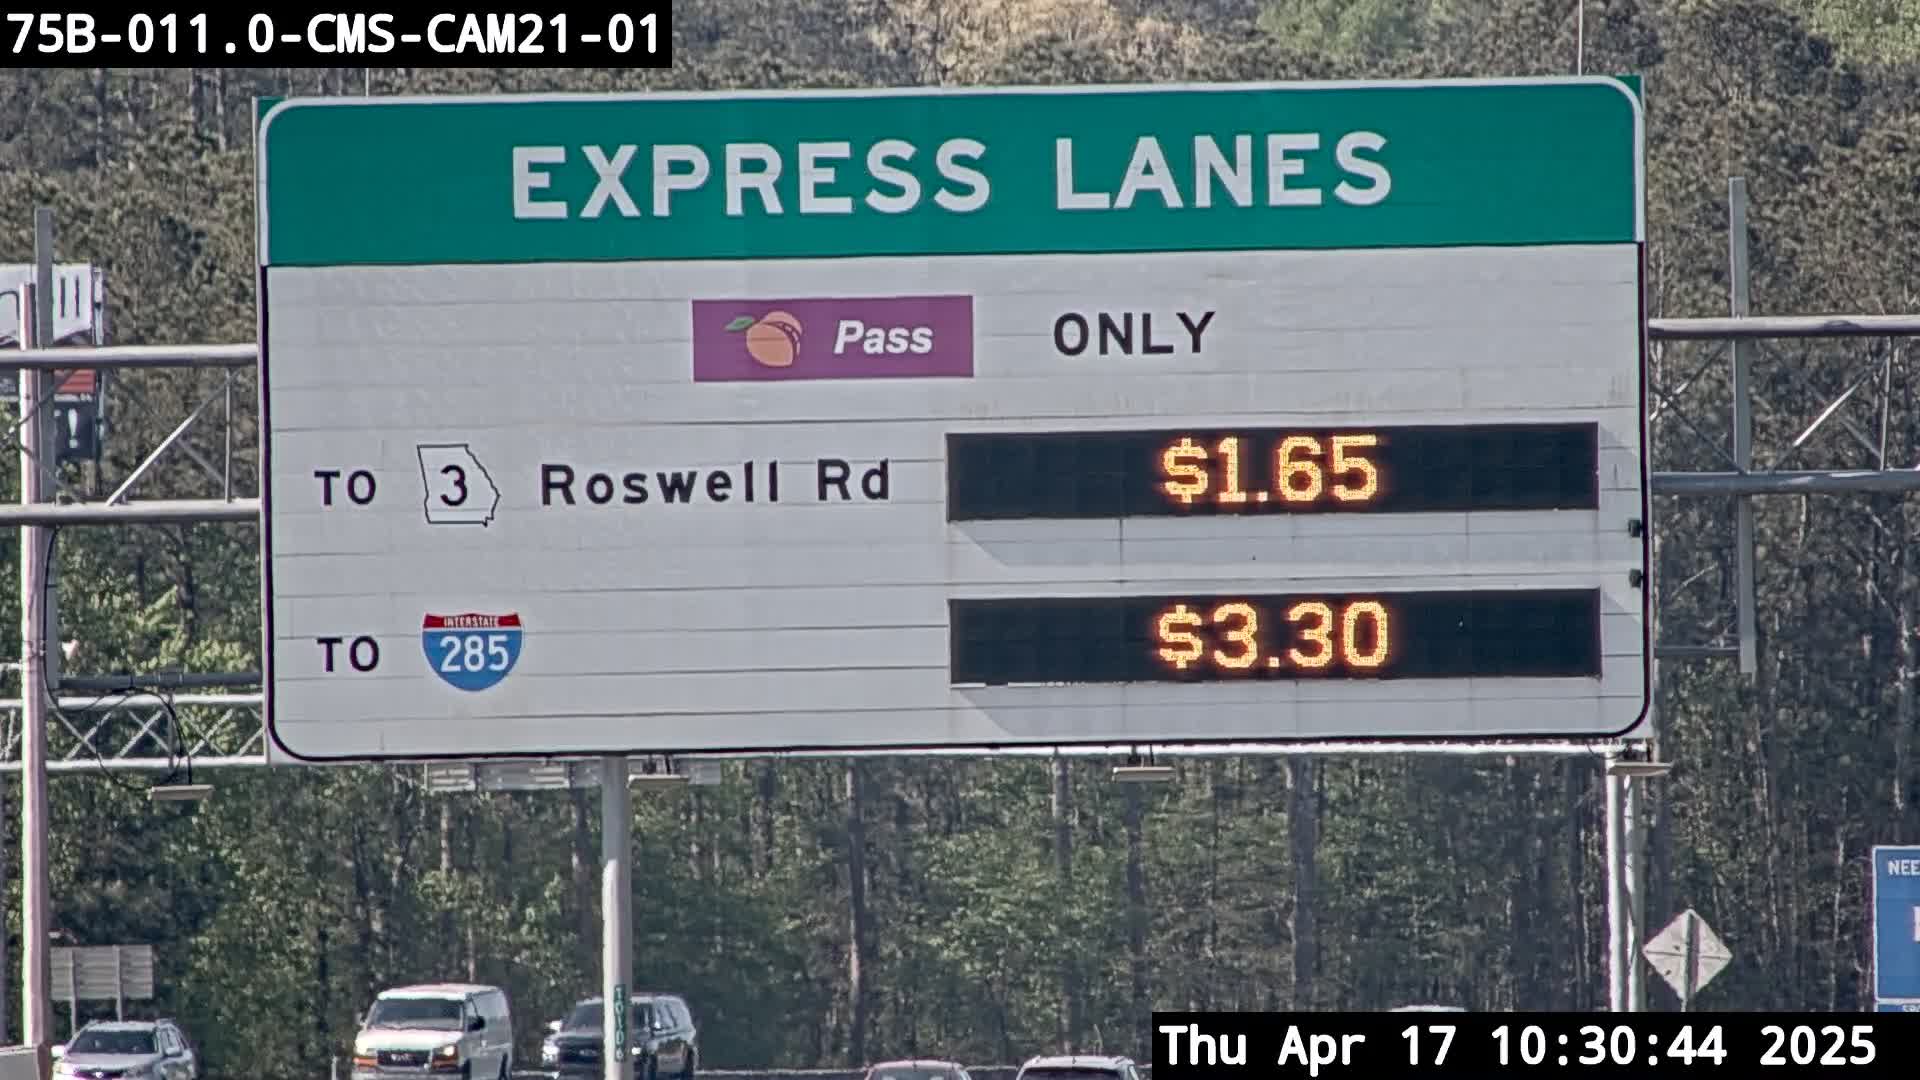 75B-011.0-CMS-CAM21-01
EXPRESS LANES
Pass ONLY
TO 3 Roswell Rd $1.65
TO INTERSTATE 285 $3.30
NEE
Thu Apr 17 10:30:44 2025